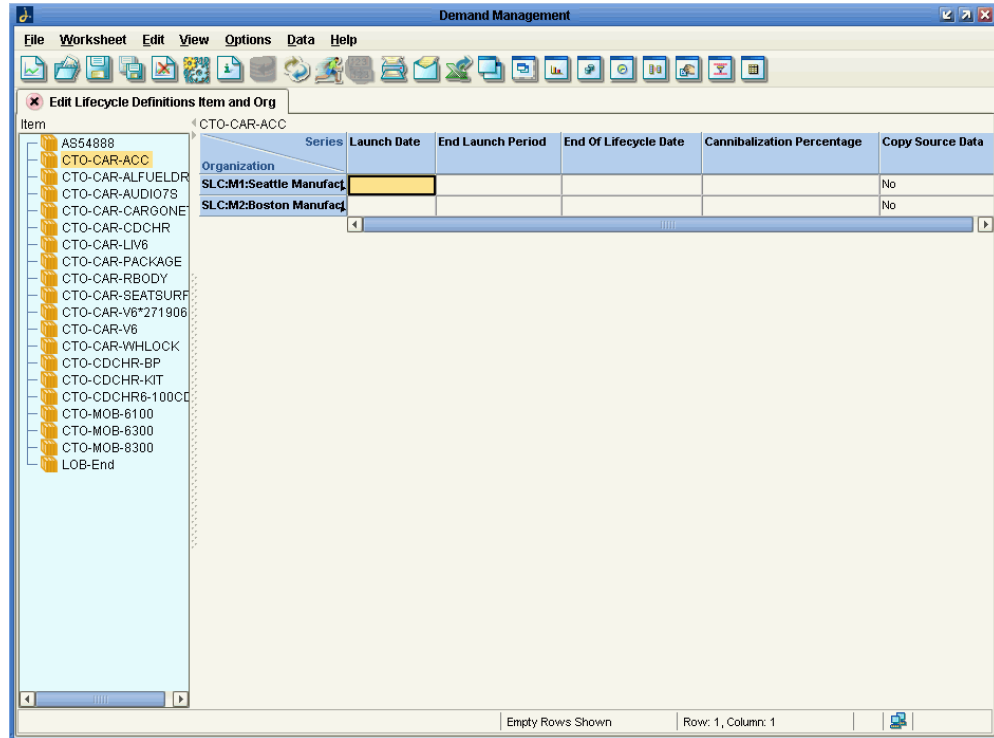 Demand Management
File Worksheet Edit View Options Data Help
Edit Lifecycle Definitions Item and Org
Item
CTO-CAR-ACC
AS54888
CTO-CAR-ACC
CTO-CAR-ALFUELDR
CTO-CAR-AUDIO7S
CTO-CAR-CARGONET
CTO-CAR-CDCHR
CTO-CAR-LIV6
CTO-CAR-PACKAGE
CTO-CAR-RBODY
CTO-CAR-SEATSURF
CTO-CAR-V6*271906
CTO-CAR-V6
CTO-CAR-WHLOCK
CTO-CDCHR-BP
CTO-CDCHR-KIT
CTO-CDCHR6-100CD
CTO-MOB-6100
CTO-MOB-6300
CTO-MOB-8300
LOB-End
Series Launch Date End Launch Period End Of Lifecycle Date Cannibalization Percentage Copy Source Data
Organization
SLC:M1:Seattle Manufact No
SLC:M2:Boston Manufact No
Empty Rows Shown Row: 1, Column: 1